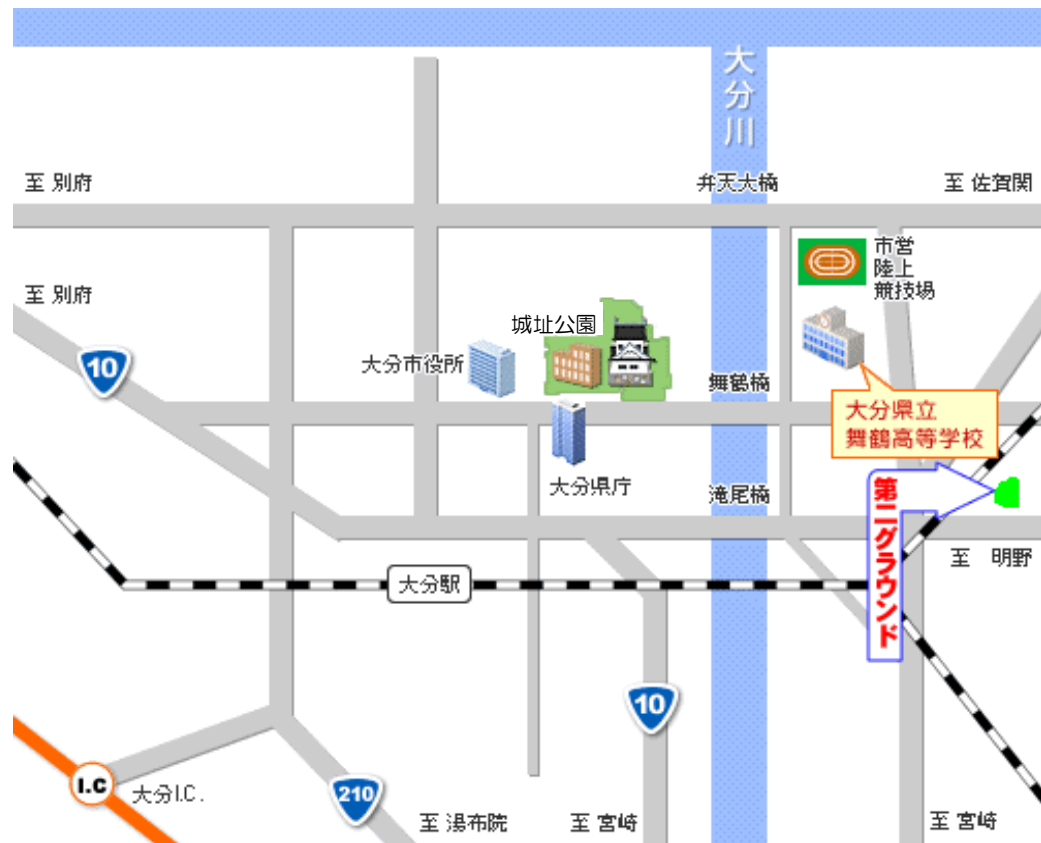 大分川
至 別府
弁天大橋
至 佐賀関
市営
陸上
競技場
至 別府
城址公園
10
大分市役所
舞鶴橋
大分県立
舞鶴高等学校
大分県庁
滝尾橋
第二グラウンド
至 明野
大分駅
10
I.C
大分I.C.
210
至 湯布院
至 宮崎
至 宮崎